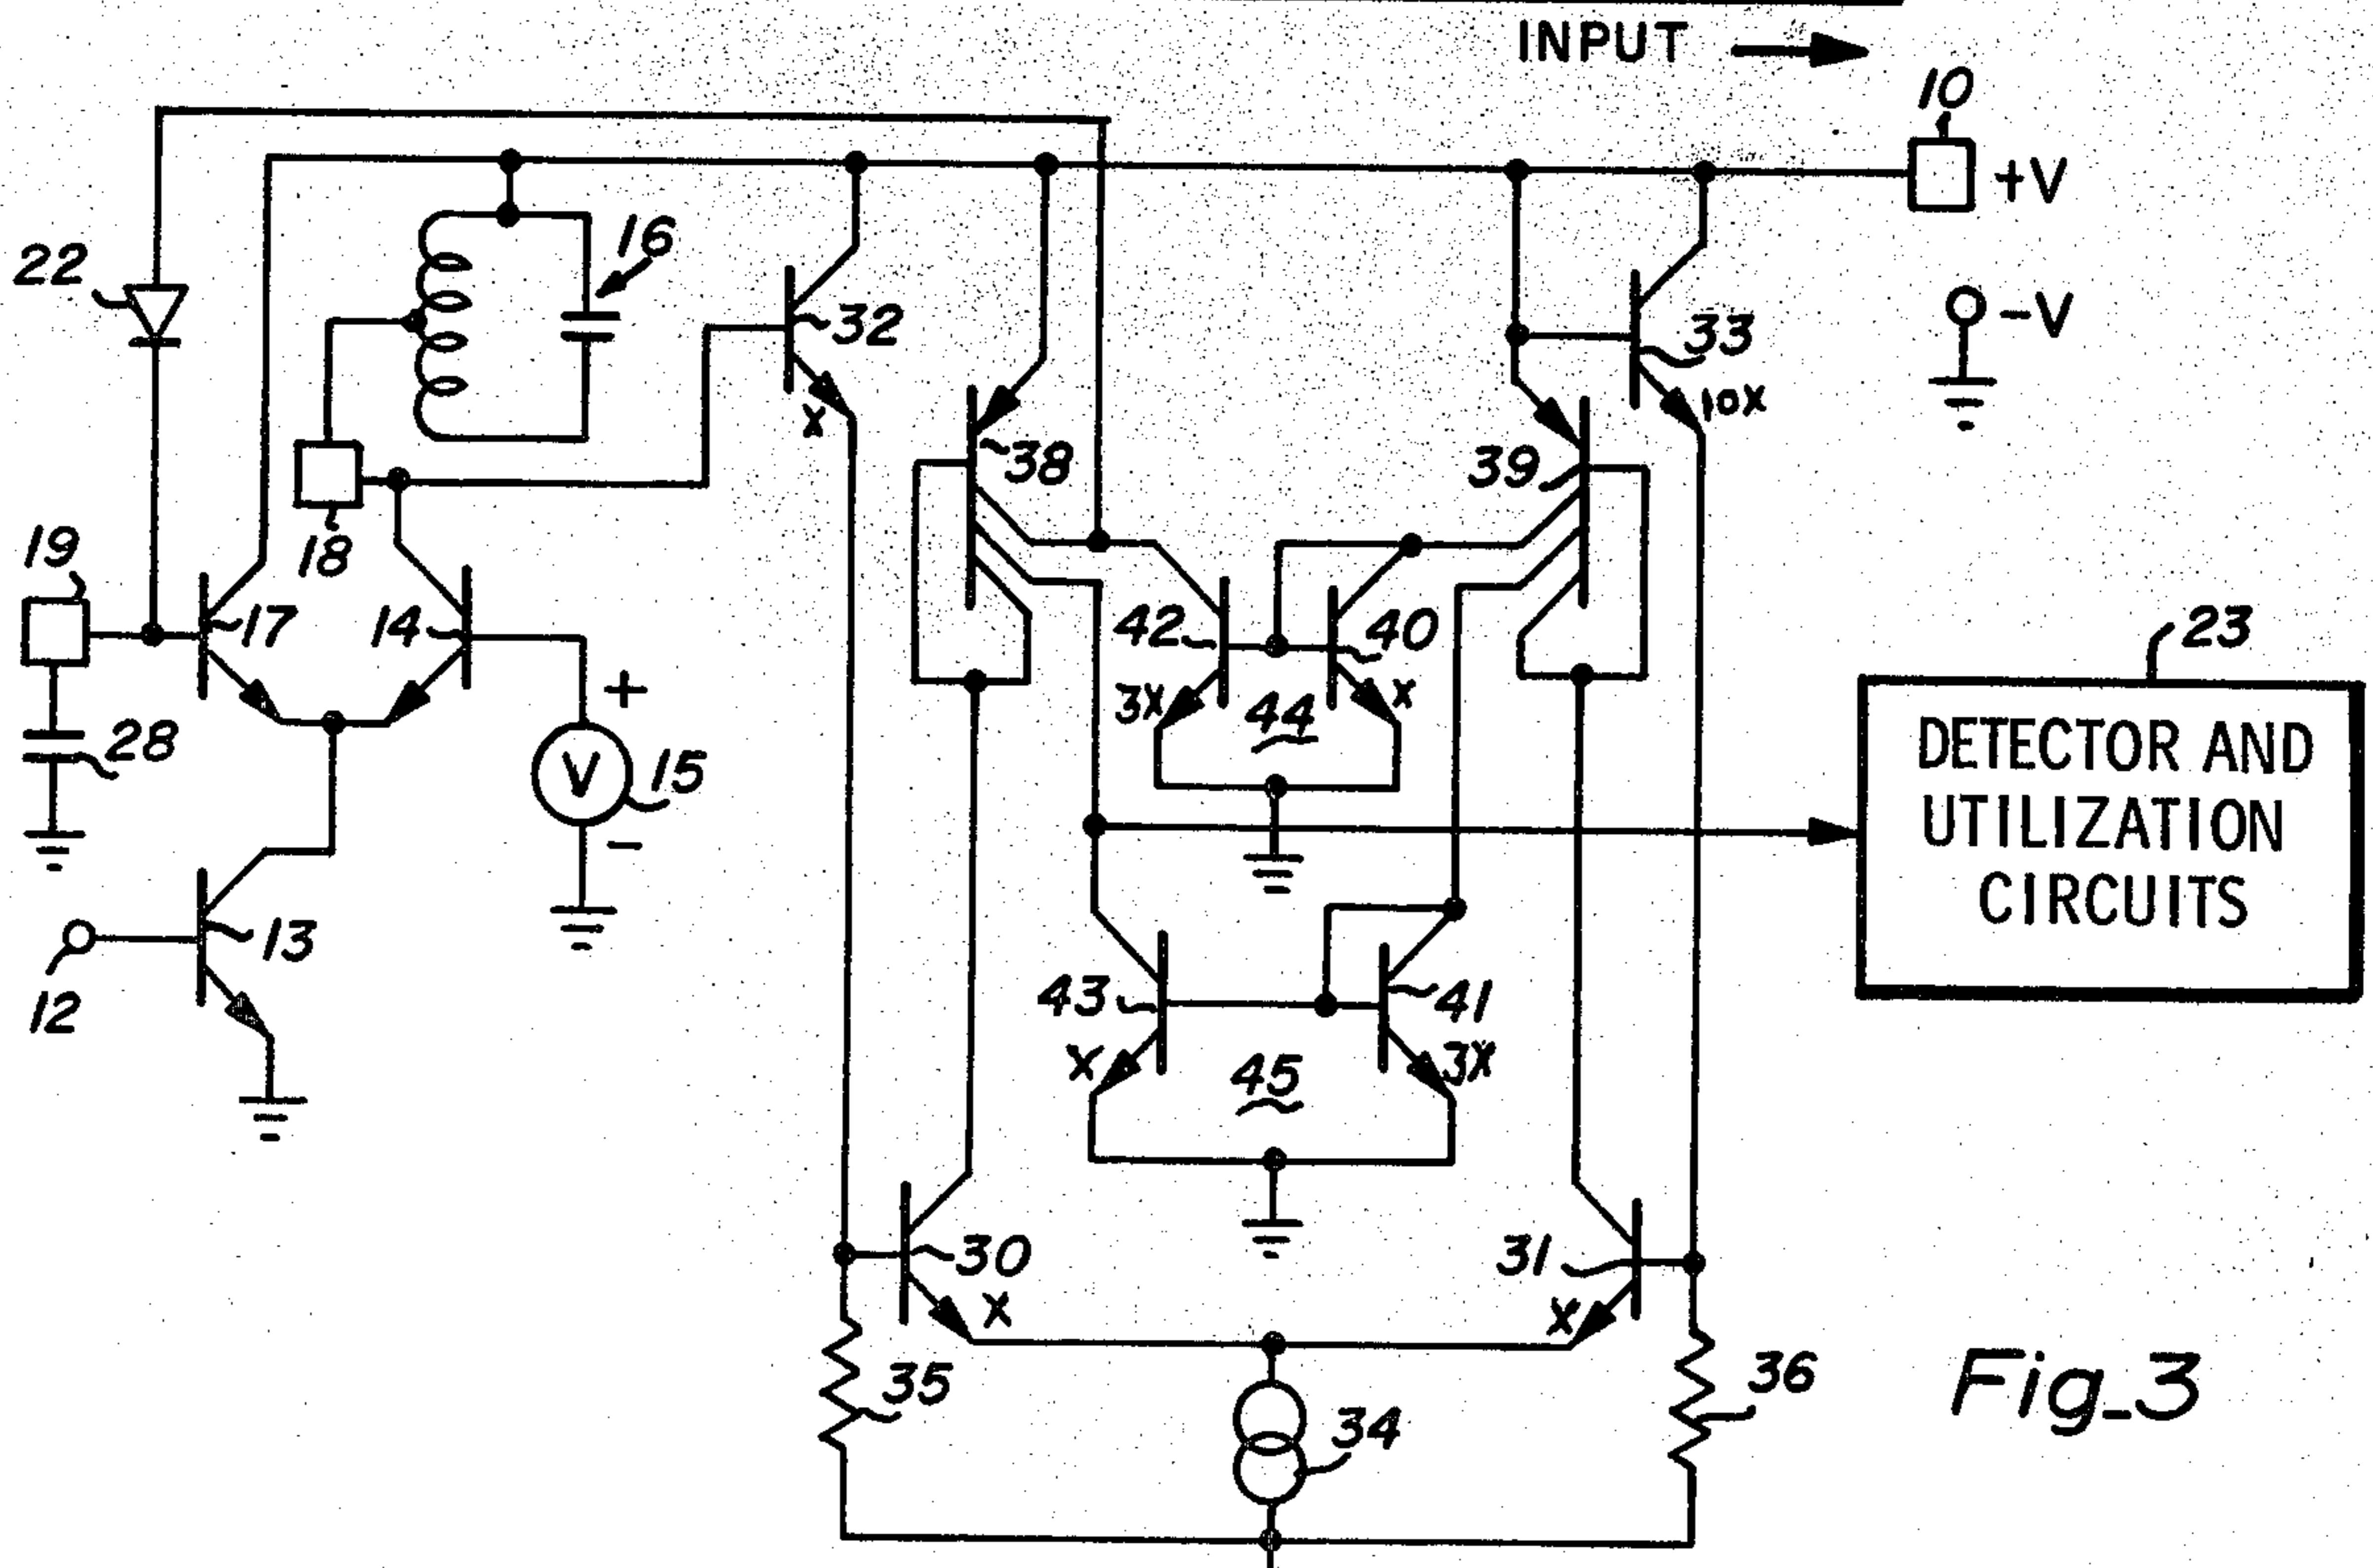 INPUT
10
+V
22
16
32
33
-V
10X
X
38
39
19
18
17
14
42
40
23
3X
44
X
+
28
V
15
DETECTOR AND
UTILIZATION
CIRCUITS
-
13
12
43
41
X
45
3X
30
31
X
X
35
34
36
Fig_3